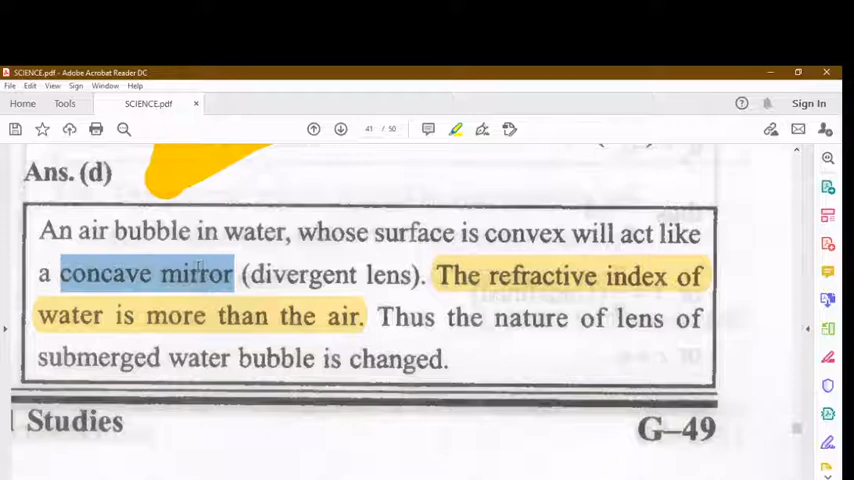 SCIENCE.pdf - Adobe Acrobat Reader DC
File Edit View Sign Window Help
Home Tools SCIENCE.pdf × Sign In
41 / 50
Ans. (d)
An air bubble in water, whose surface is convex will act like
a concave mirror (divergent lens). The refractive index of
water is more than the air. Thus the nature of lens of
submerged water bubble is changed.
Studies G–49